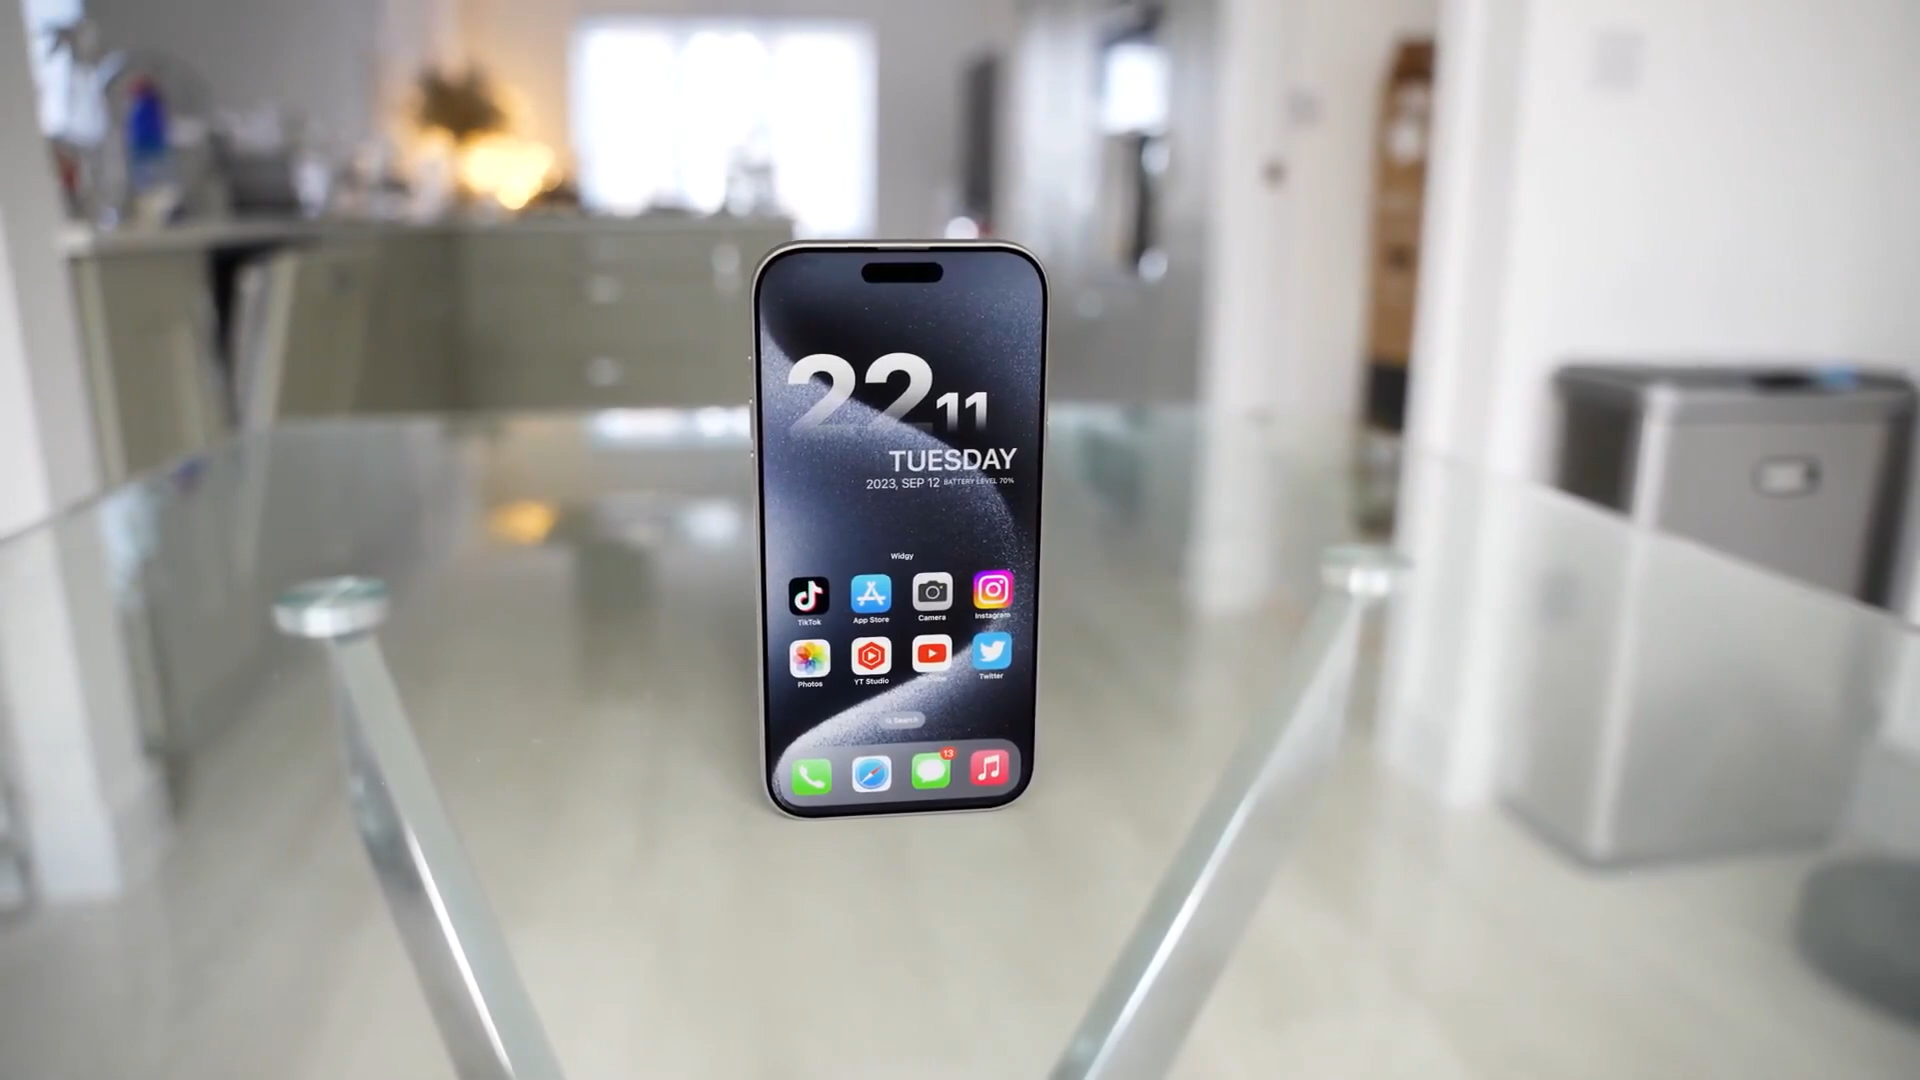 22 11
TUESDAY
2023, SEP 12 BATTERY LEVEL 70%
Widgy
TikTok App Store Camera Instagram
Photos YT Studio Twitter
Search
13